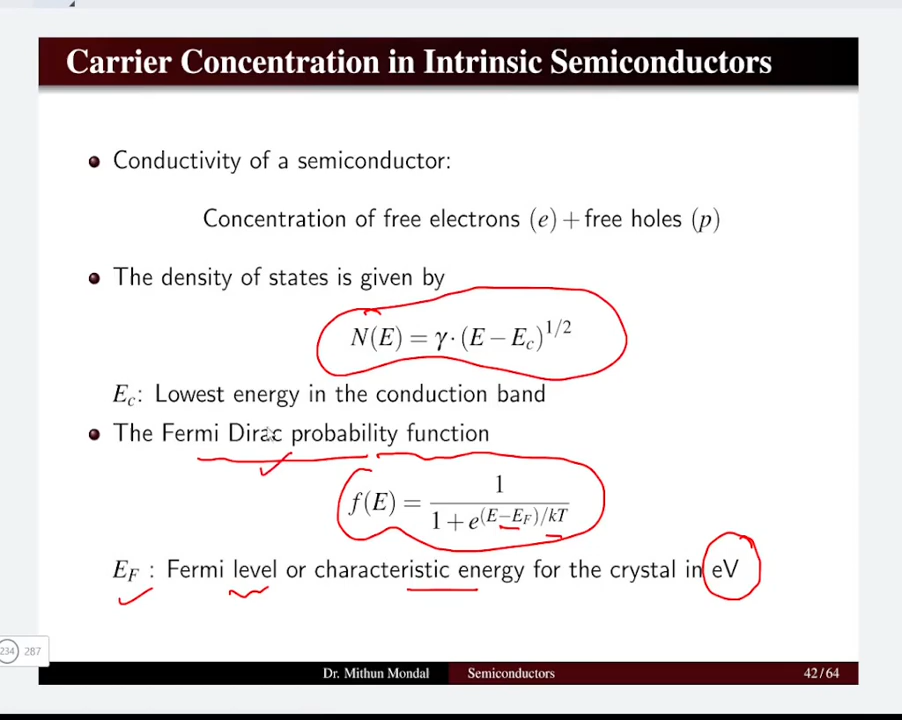 Carrier Concentration in Intrinsic Semiconductors
Conductivity of a semiconductor:
Concentration of free electrons (e) + free holes (p)
The density of states is given by
N(E) = γ · (E − E_c)^{1/2}
E_c: Lowest energy in the conduction band
The Fermi Dirac probability function
f(E) = 1 / (1 + e^{(E−E_F)/kT})
E_F : Fermi level or characteristic energy for the crystal in eV
234 287
Dr. Mithun Mondal Semiconductors 42/64